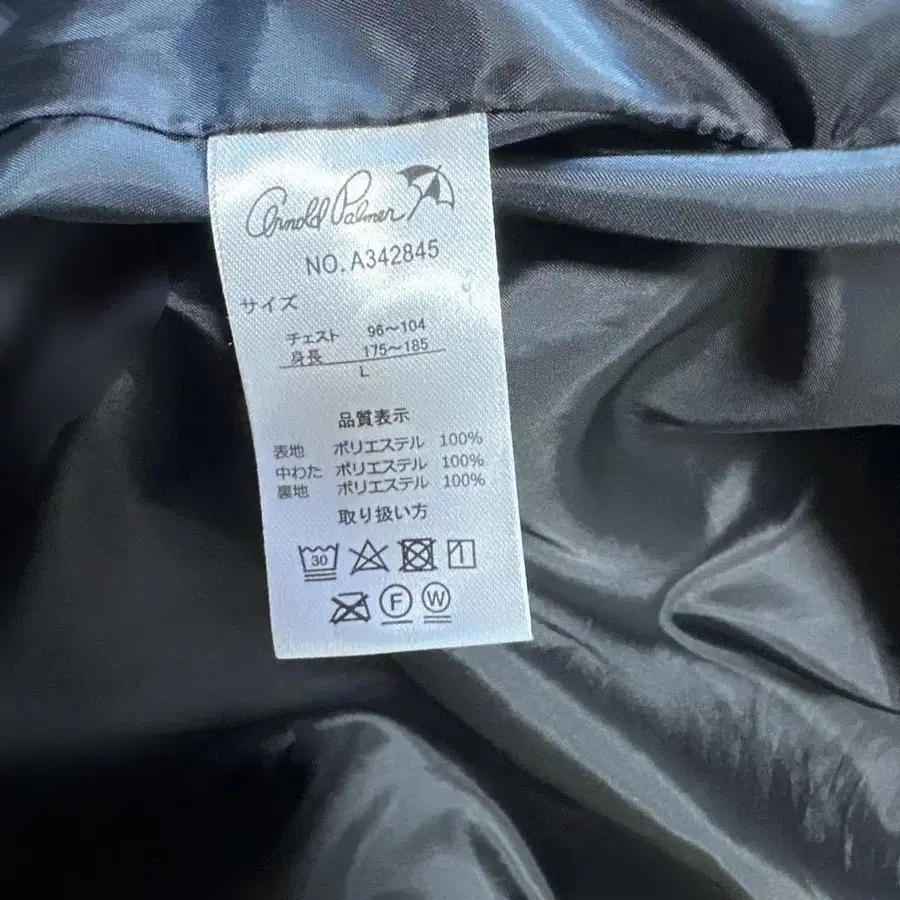 Arnold Palmer
NO. A342845
サイズ
チェスト 96～104
身長 175～185
L
品質表示
表地 ポリエステル 100%
中わた ポリエステル 100%
裏地 ポリエステル 100%
取り扱い方
30 1
F W